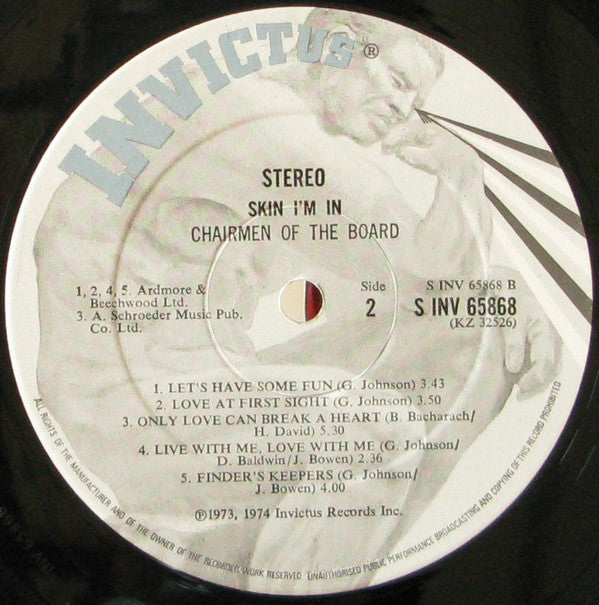 INVICTUS®
STEREO
SKIN I'M IN
CHAIRMEN OF THE BOARD
1, 2, 4, 5. Ardmore &
Beechwood Ltd.
3. A. Schroeder Music Pub.
Co. Ltd.
Side
2
S INV 65868 B
S INV 65868
(KZ 32526)
1. LET'S HAVE SOME FUN (G. Johnson) 3.43
2. LOVE AT FIRST SIGHT (G. Johnson) 3.50
3. ONLY LOVE CAN BREAK A HEART (B. Bacharach/
H. David) 5.30
4. LIVE WITH ME, LOVE WITH ME (G. Johnson/
D. Baldwin/J. Bowen) 2.36
5. FINDER'S KEEPERS (G. Johnson/
J. Bowen) 4.00
℗1973, 1974 Invictus Records Inc.
ALL RIGHTS OF THE MANUFACTURER AND OF THE OWNER OF THE RECORDED WORK RESERVED UNAUTHORISED PUBLIC PERFORMANCE BROADCASTING AND COPYING OF THIS RECORD PROHIBITED